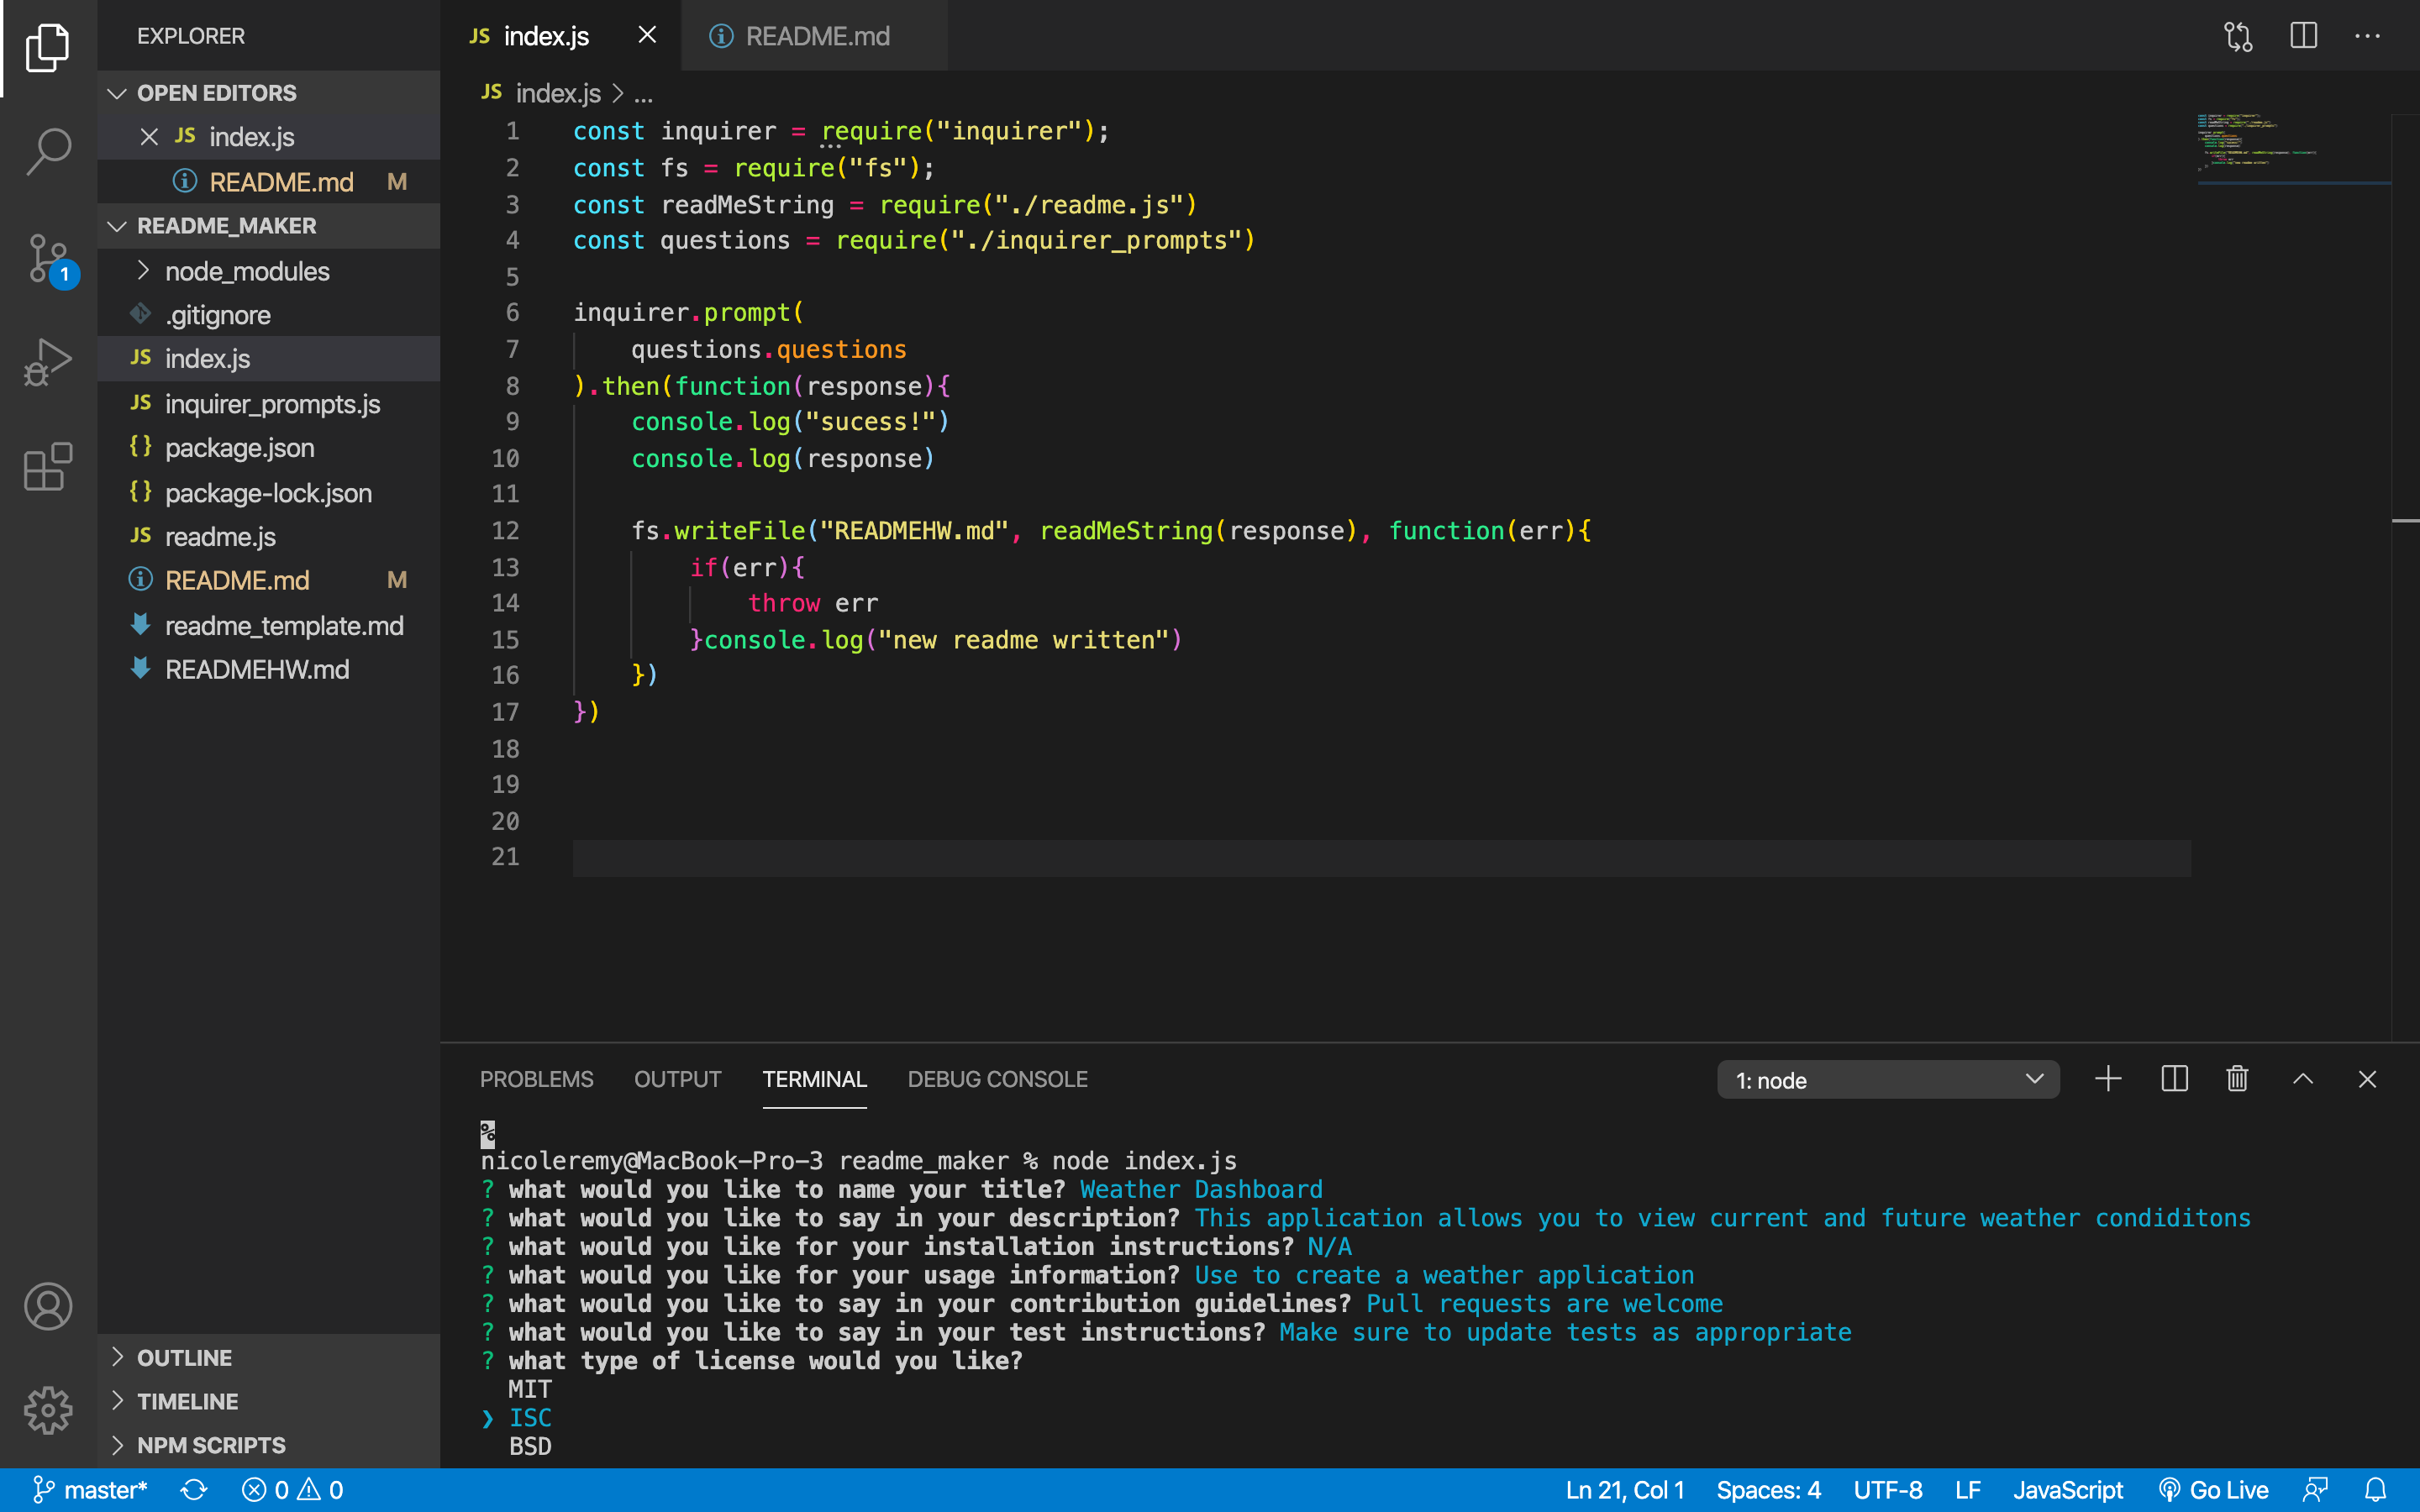 EXPLORER
OPEN EDITORS
JS index.js
README.md M
README_MAKER
node_modules
.gitignore
JS index.js
JS inquirer_prompts.js
{} package.json
{} package-lock.json
JS readme.js
README.md M
readme_template.md
READMEHW.md
OUTLINE
TIMELINE
NPM SCRIPTS
1
JS index.js
README.md
JS index.js > ...
1 const inquirer = require("inquirer");
2 const fs = require("fs");
3 const readMeString = require("./readme.js")
4 const questions = require("./inquirer_prompts")
5
6 inquirer.prompt(
7     questions.questions
8 ).then(function(response){
9     console.log("sucess!")
10     console.log(response)
11
12     fs.writeFile("READMEHW.md", readMeString(response), function(err){
13         if(err){
14             throw err
15         }console.log("new readme written")
16     })
17 })
18
19
20
21
PROBLEMS OUTPUT TERMINAL DEBUG CONSOLE
1: node
%
nicoleremy@MacBook-Pro-3 readme_maker % node index.js
? what would you like to name your title? Weather Dashboard
? what would you like to say in your description? This application allows you to view current and future weather condiditons
? what would you like for your installation instructions? N/A
? what would you like for your usage information? Use to create a weather application
? what would you like to say in your contribution guidelines? Pull requests are welcome
? what would you like to say in your test instructions? Make sure to update tests as appropriate
? what type of license would you like?
MIT
❯ ISC
BSD
master* 0 0 Ln 21, Col 1 Spaces: 4 UTF-8 LF JavaScript Go Live